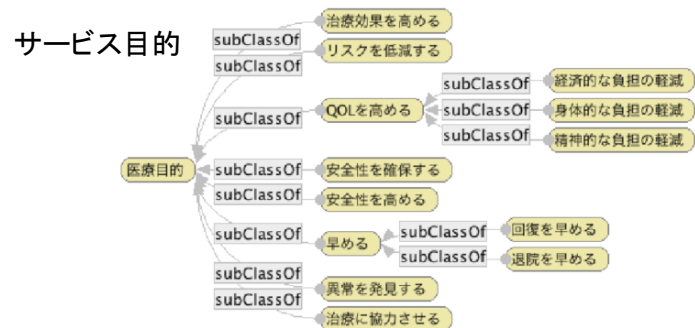 サービス目的
subClassOf
治療効果を高める
subClassOf
リスクを低減する
subClassOf
QOLを高める
subClassOf
経済的な負担の軽減
subClassOf
身体的な負担の軽減
subClassOf
精神的な負担の軽減
医療目的
subClassOf
安全性を確保する
subClassOf
安全性を高める
subClassOf
早める
subClassOf
回復を早める
subClassOf
退院を早める
subClassOf
異常を発見する
subClassOf
治療に協力させる